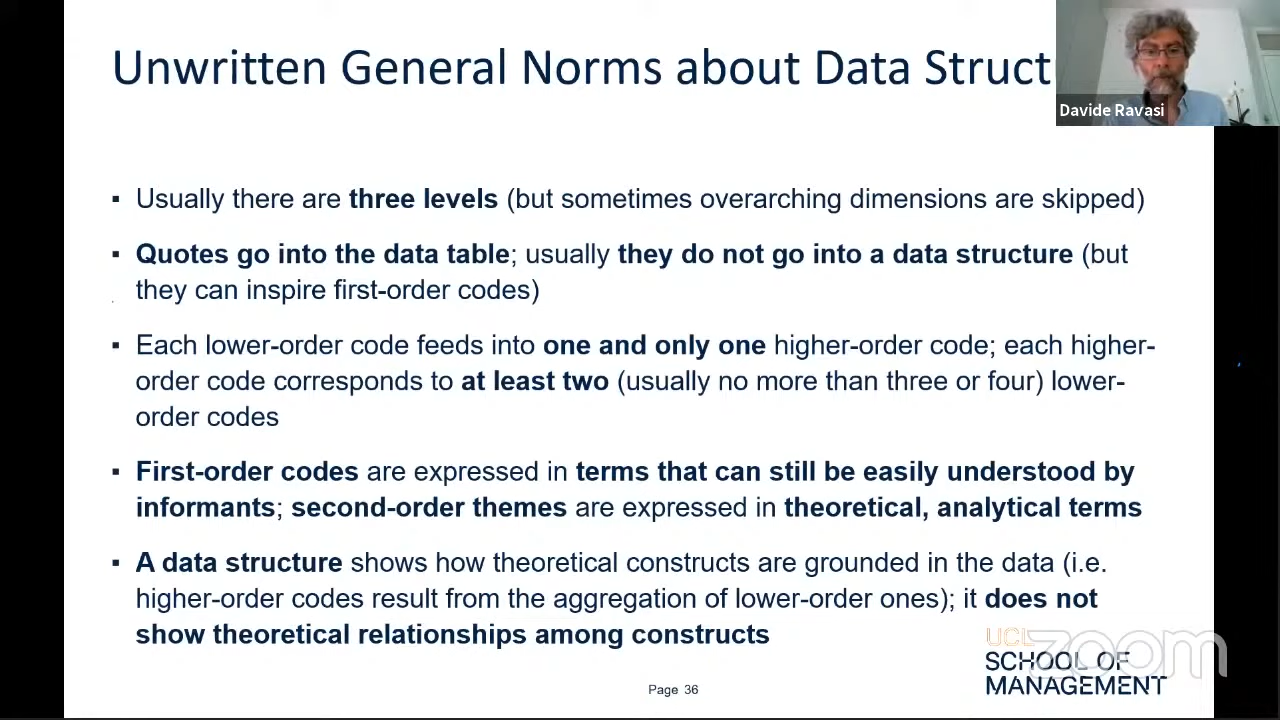 Unwritten General Norms about Data Struct
Davide Ravasi
▪ Usually there are three levels (but sometimes overarching dimensions are skipped)
▪ Quotes go into the data table; usually they do not go into a data structure (but
they can inspire first-order codes)
▪ Each lower-order code feeds into one and only one higher-order code; each higher-
order code corresponds to at least two (usually no more than three or four) lower-
order codes
▪ First-order codes are expressed in terms that can still be easily understood by
informants; second-order themes are expressed in theoretical, analytical terms
▪ A data structure shows how theoretical constructs are grounded in the data (i.e.
higher-order codes result from the aggregation of lower-order ones); it does not
show theoretical relationships among constructs
UCL
zoom
SCHOOL OF
MANAGEMENT
Page 36